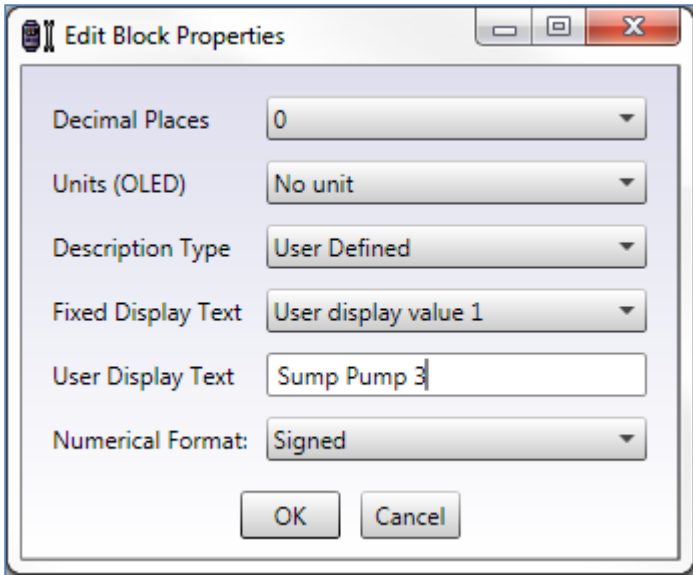 Edit Block Properties
Decimal Places 0
Units (OLED) No unit
Description Type User Defined
Fixed Display Text User display value 1
User Display Text Sump Pump 3
Numerical Format: Signed
OK Cancel